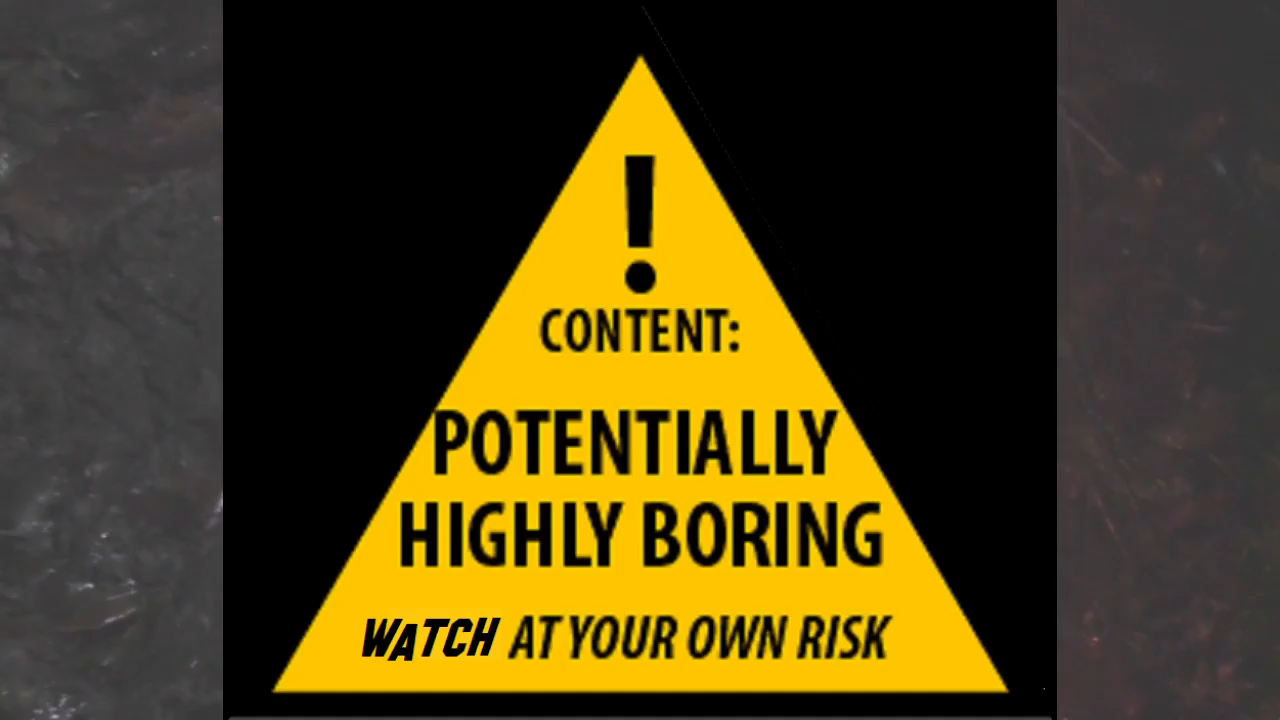 !
CONTENT:
POTENTIALLY
HIGHLY BORING
WATCH AT YOUR OWN RISK